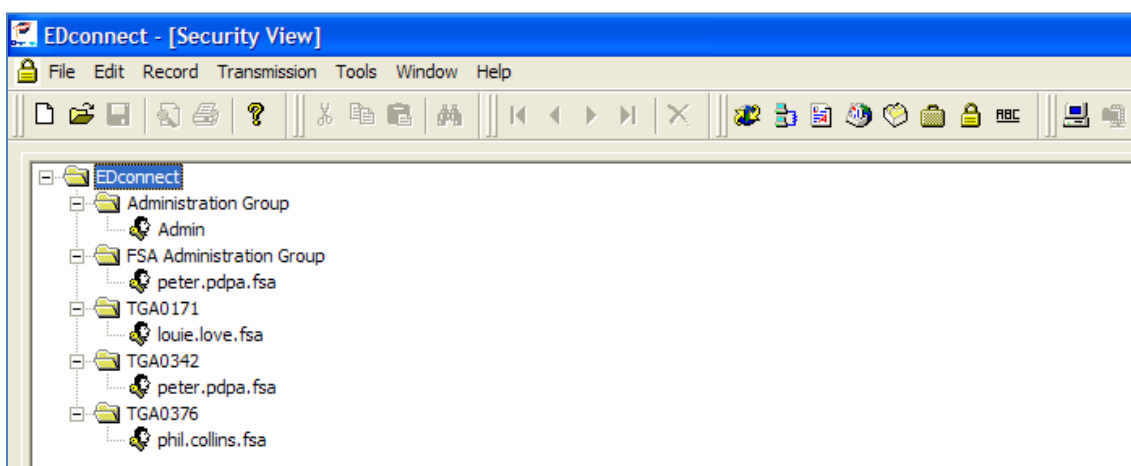 EDconnect - [Security View]
File Edit Record Transmission Tools Window Help
ABC
EDconnect
Administration Group
Admin
FSA Administration Group
peter.pdpa.fsa
TGA0171
louie.love.fsa
TGA0342
peter.pdpa.fsa
TGA0376
phil.collins.fsa